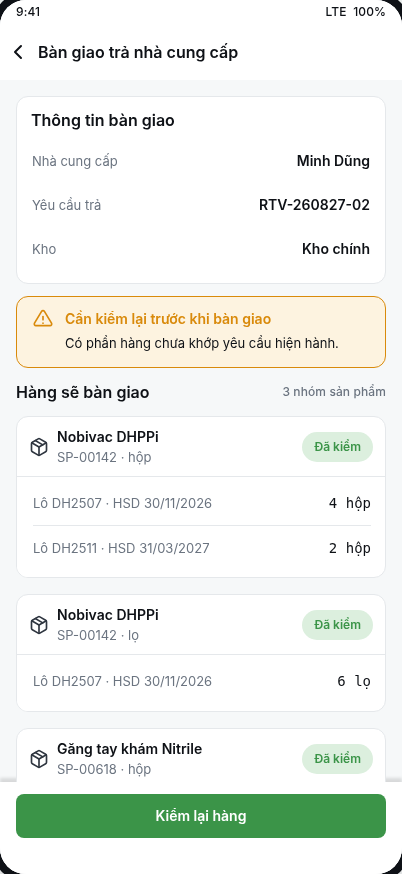 9:41
LTE 100%
Bàn giao trả nhà cung cấp
Thông tin bàn giao
Nhà cung cấp
Minh Dũng
Yêu cầu trả
RTV-260827-02
Kho
Kho chính
Cần kiểm lại trước khi bàn giao
Có phần hàng chưa khớp yêu cầu hiện hành.
Hàng sẽ bàn giao
3 nhóm sản phẩm
Nobivac DHPPi
SP-00142 · hộp
Đã kiểm
Lô DH2507 · HSD 30/11/2026
4 hộp
Lô DH2511 · HSD 31/03/2027
2 hộp
Nobivac DHPPi
SP-00142 · lọ
Đã kiểm
Lô DH2507 · HSD 30/11/2026
6 lọ
Găng tay khám Nitrile
SP-00618 · hộp
Đã kiểm
Kiểm lại hàng